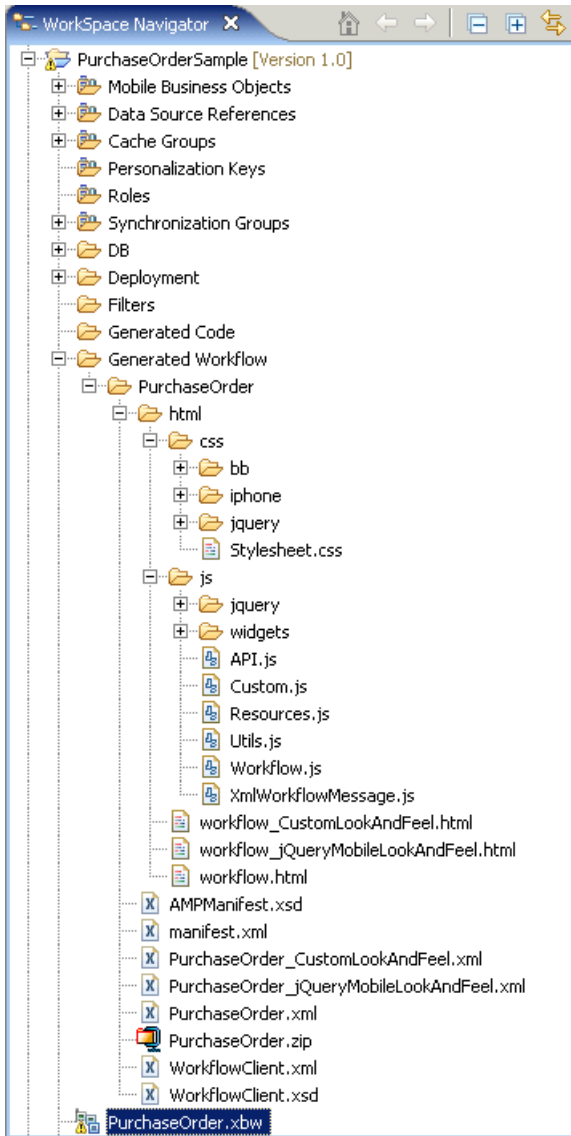 WorkSpace Navigator
PurchaseOrderSample [Version 1.0]
Mobile Business Objects
Data Source References
Cache Groups
Personalization Keys
Roles
Synchronization Groups
DB
Deployment
Filters
Generated Code
Generated Workflow
PurchaseOrder
html
css
bb
iphone
jquery
Stylesheet.css
js
jquery
widgets
API.js
Custom.js
Resources.js
Utils.js
Workflow.js
XmlWorkflowMessage.js
workflow_CustomLookAndFeel.html
workflow_jQueryMobileLookAndFeel.html
workflow.html
AMPManifest.xsd
manifest.xml
PurchaseOrder_CustomLookAndFeel.xml
PurchaseOrder_jQueryMobileLookAndFeel.xml
PurchaseOrder.xml
PurchaseOrder.zip
WorkflowClient.xml
WorkflowClient.xsd
PurchaseOrder.xbw